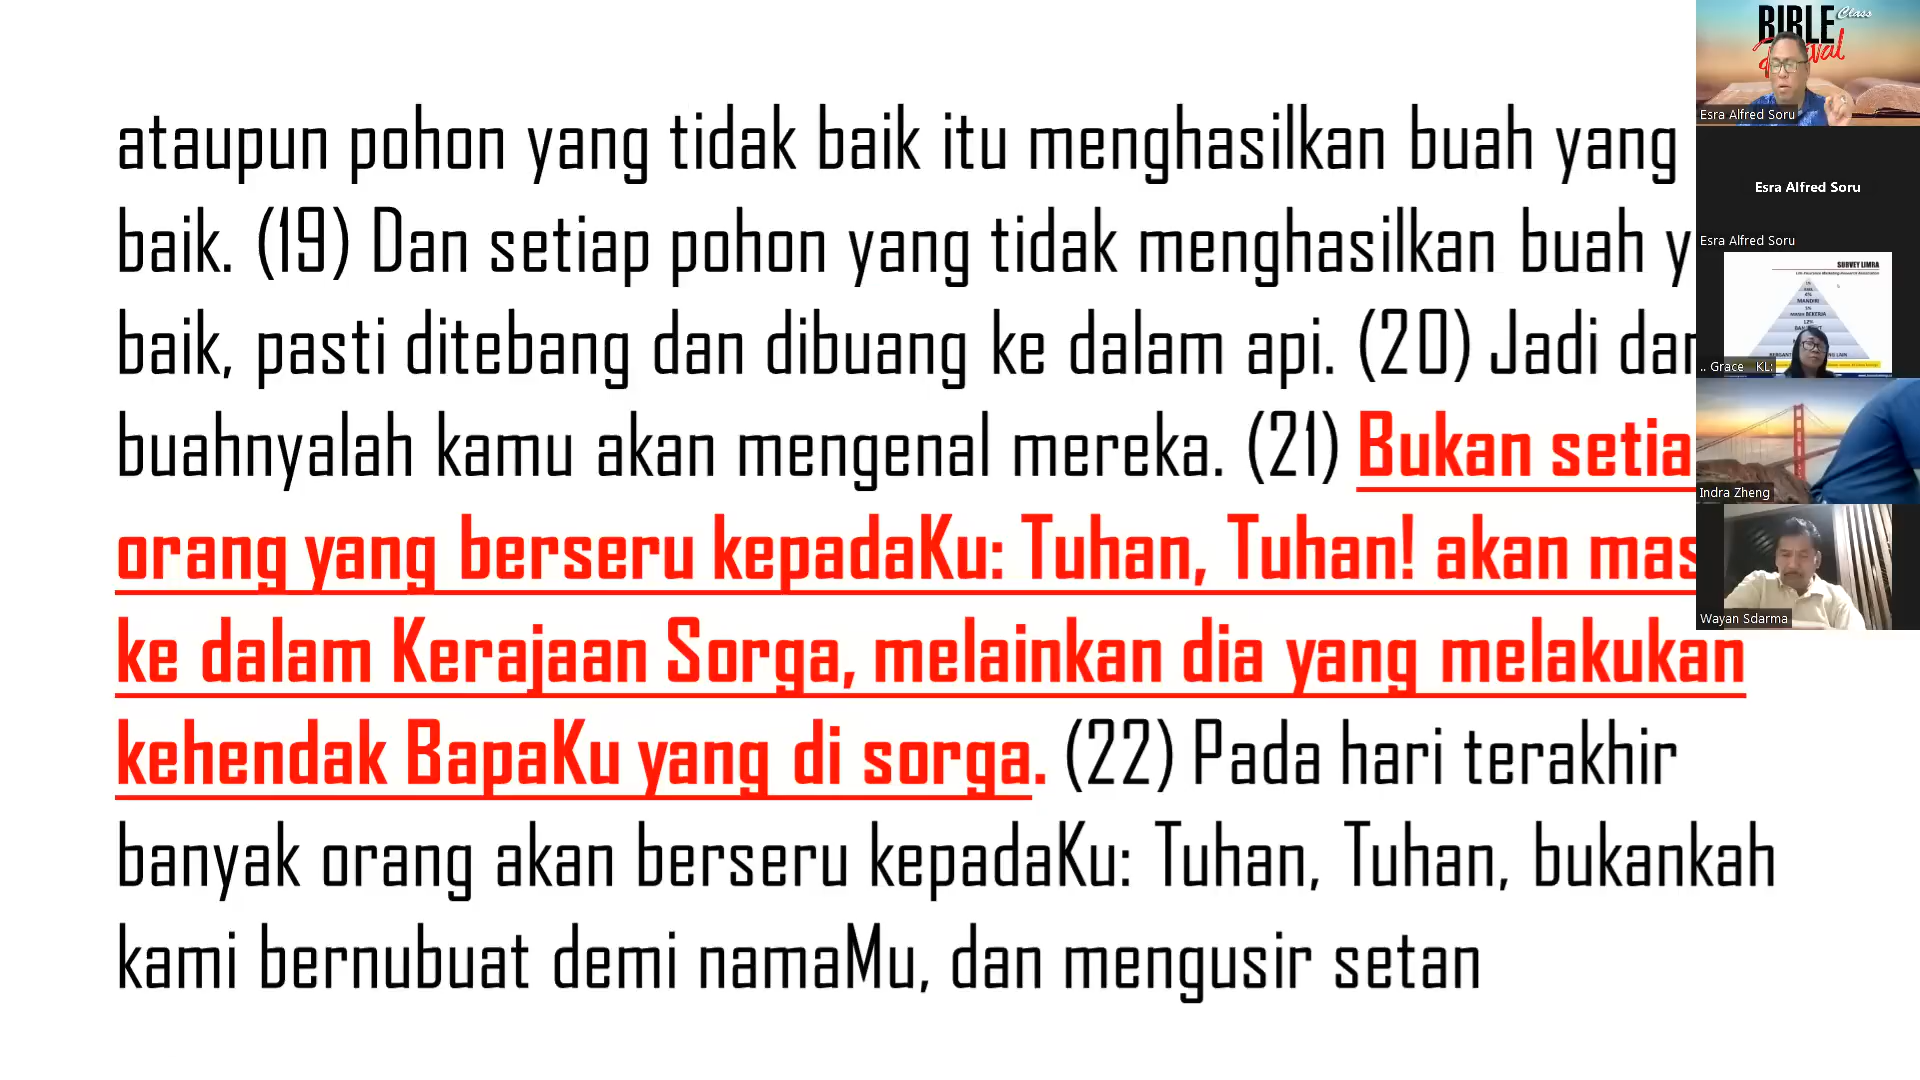 ataupun pohon yang tidak baik itu menghasilkan buah yang
baik. (19) Dan setiap pohon yang tidak menghasilkan buah y
baik, pasti ditebang dan dibuang ke dalam api. (20) Jadi dar
buahnyalah kamu akan mengenal mereka. (21) Bukan setia
orang yang berseru kepadaKu: Tuhan, Tuhan! akan mas
ke dalam Kerajaan Sorga, melainkan dia yang melakukan
kehendak BapaKu yang di sorga. (22) Pada hari terakhir
banyak orang akan berseru kepadaKu: Tuhan, Tuhan, bukankah
kami bernubuat demi namaMu, dan mengusir setan
BIBLE Class
Esra Alfred Soru
Esra Alfred Soru
Esra Alfred Soru
SURVEY LIMRA
MANDIRI
BEKERJA
12%
.. Grace KL:
Indra Zheng
Wayan Sdarma